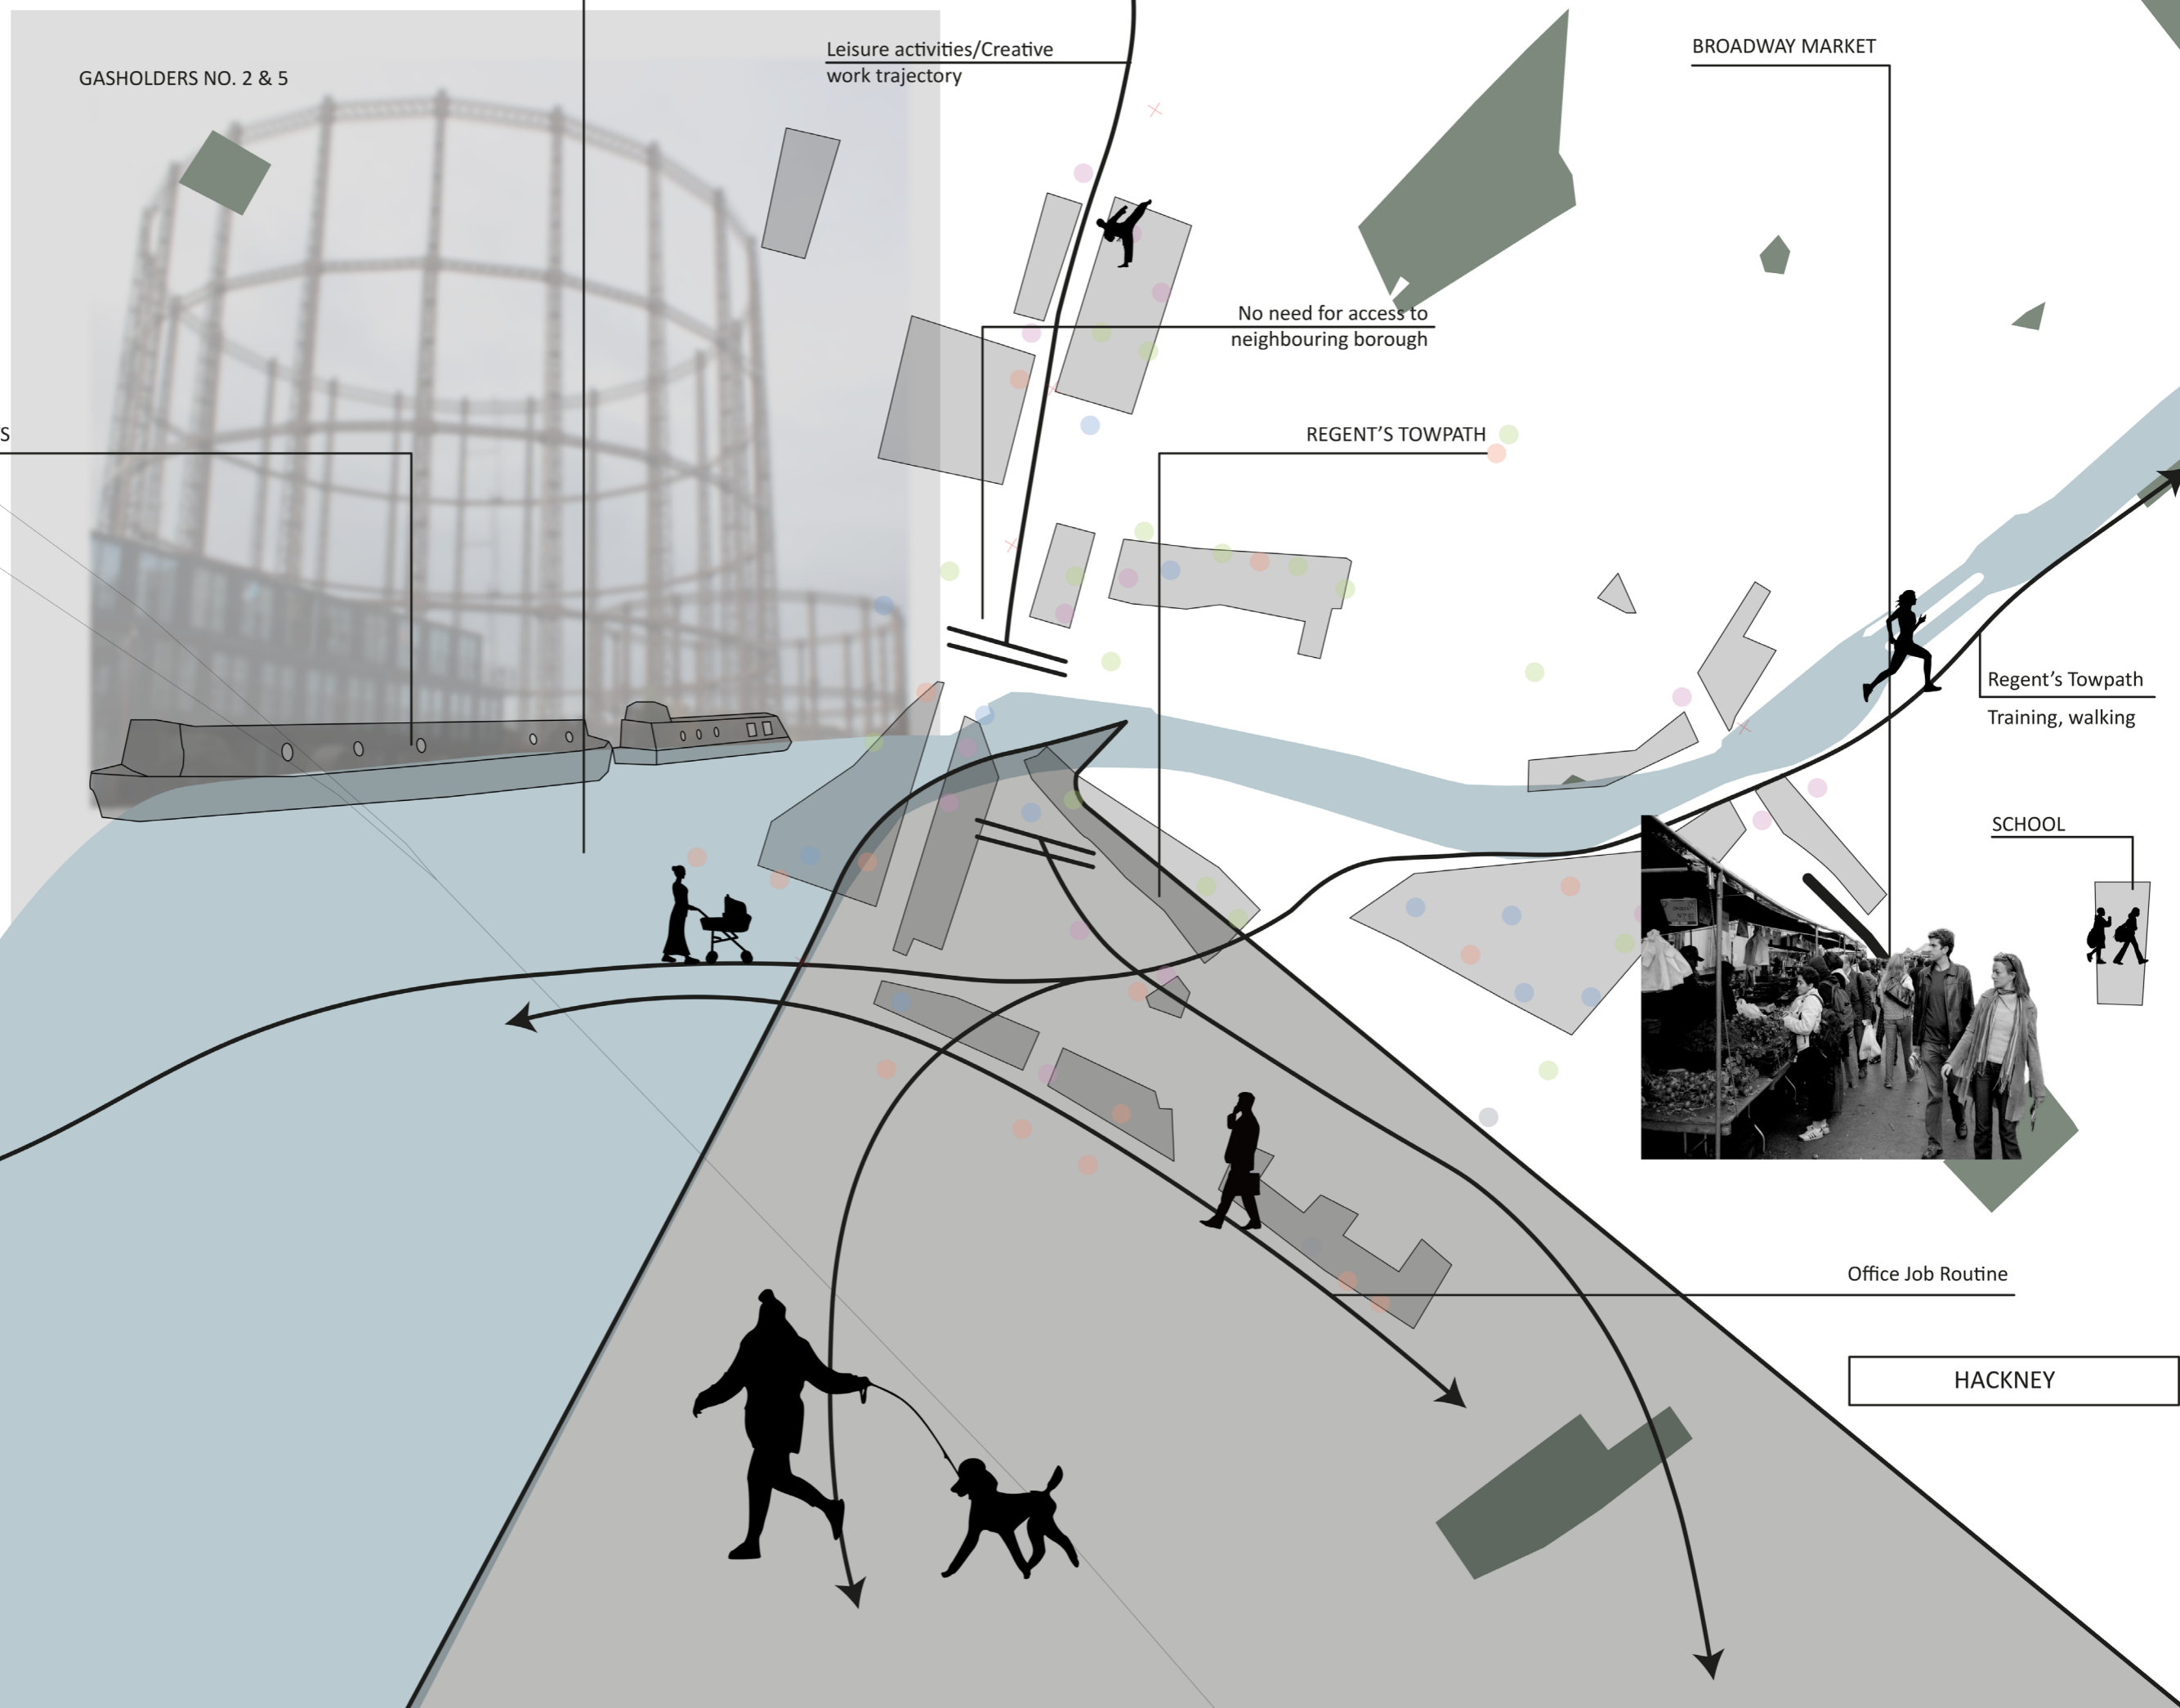 Leisure activities/Creative
work trajectory
BROADWAY MARKET
GASHOLDERS NO. 2 & 5
No need for access to
neighbouring borough
S
REGENT'S TOWPATH
Regent's Towpath
Training, walking
SCHOOL
Office Job Routine
HACKNEY